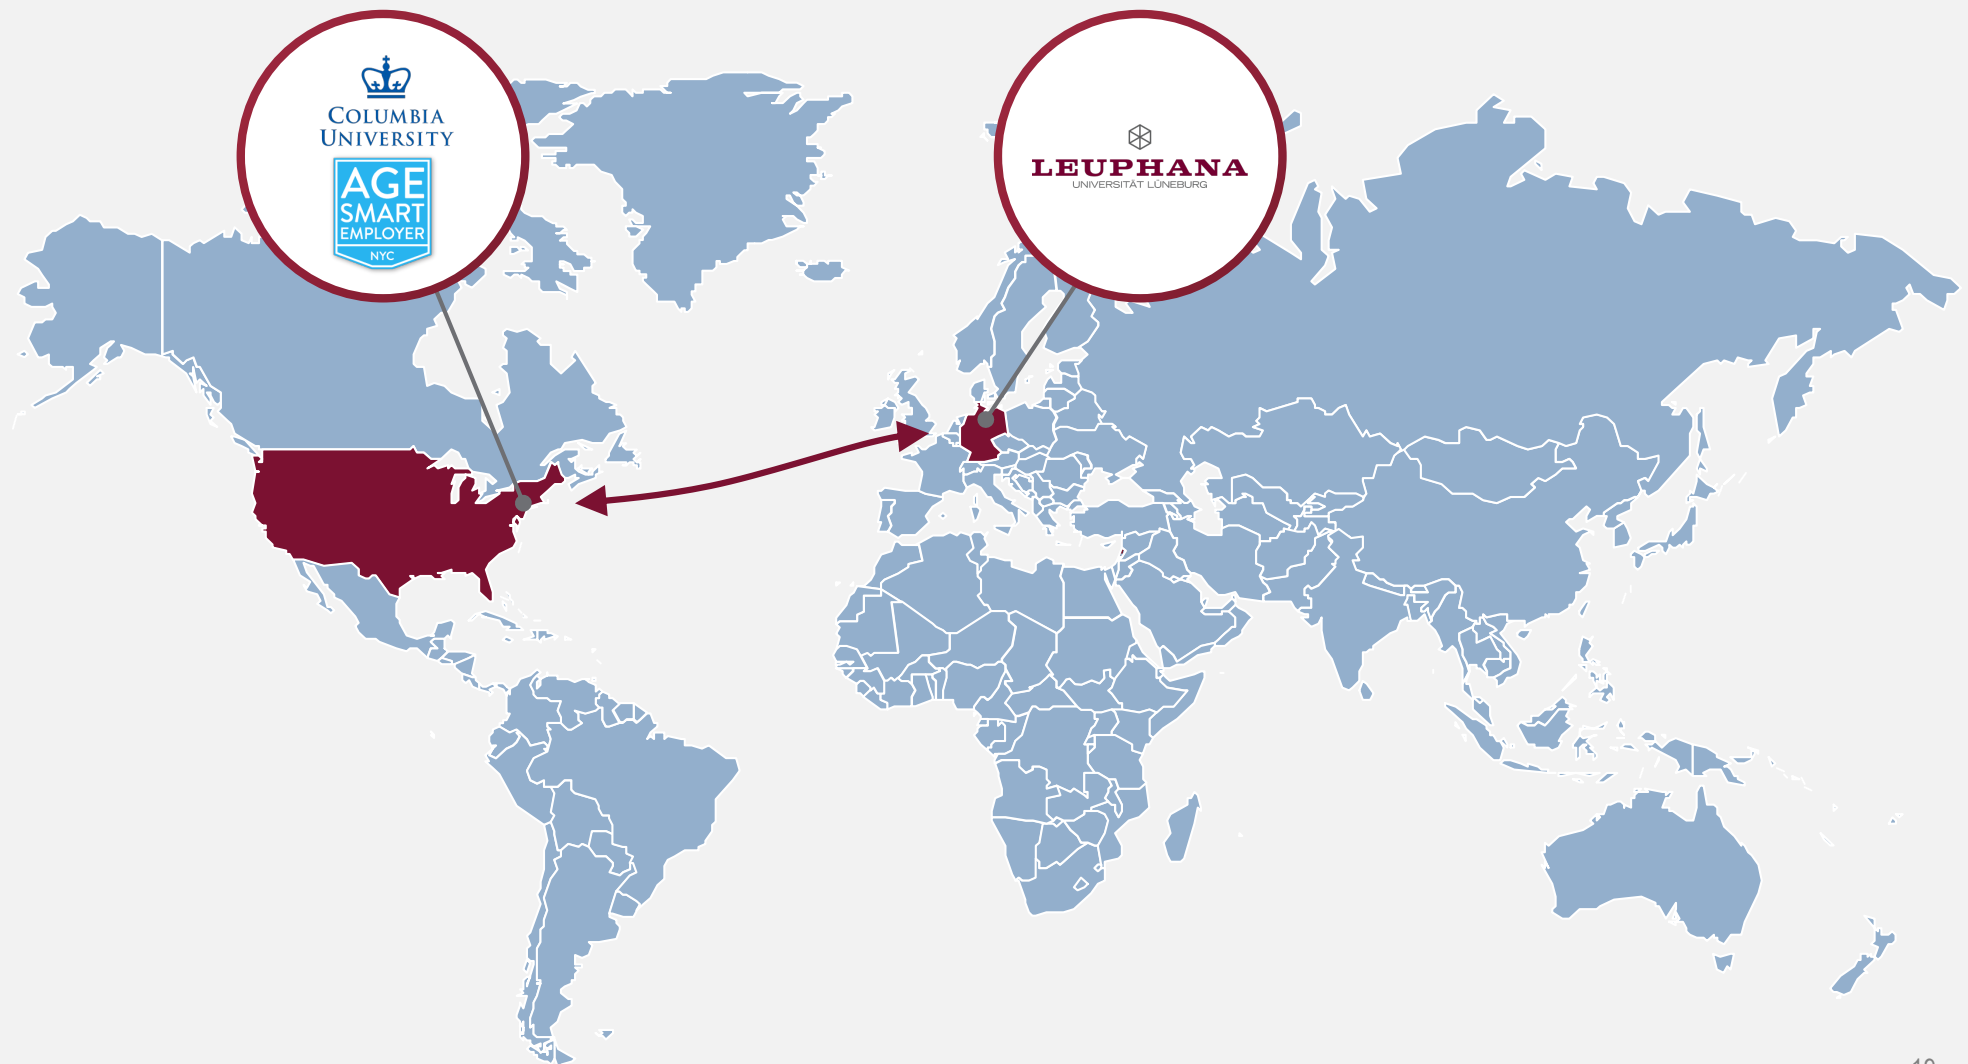 COLUMBIA
UNIVERSITY
AGE
SMART
EMPLOYER
NYC
LEUPHANA
UNIVERSITÄT LÜNEBURG